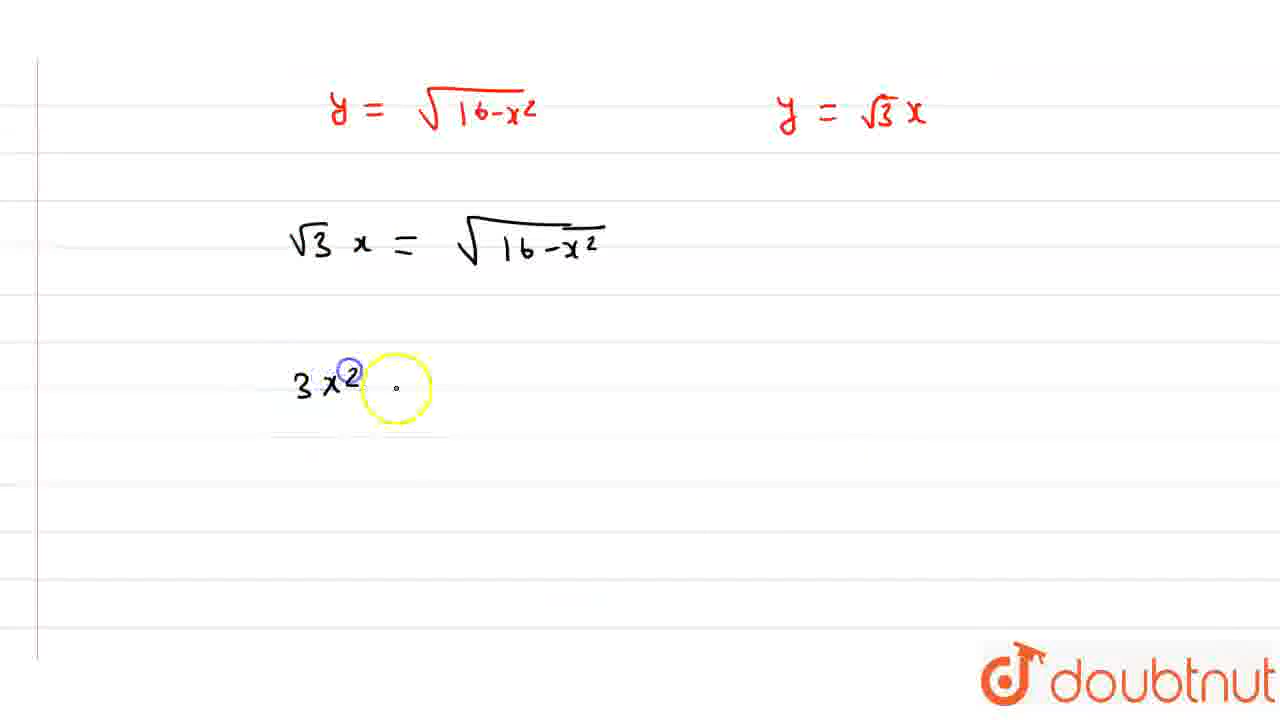 y = √16-x² y = √3 x
√3 x = √16-x²
3x²
doubtnut